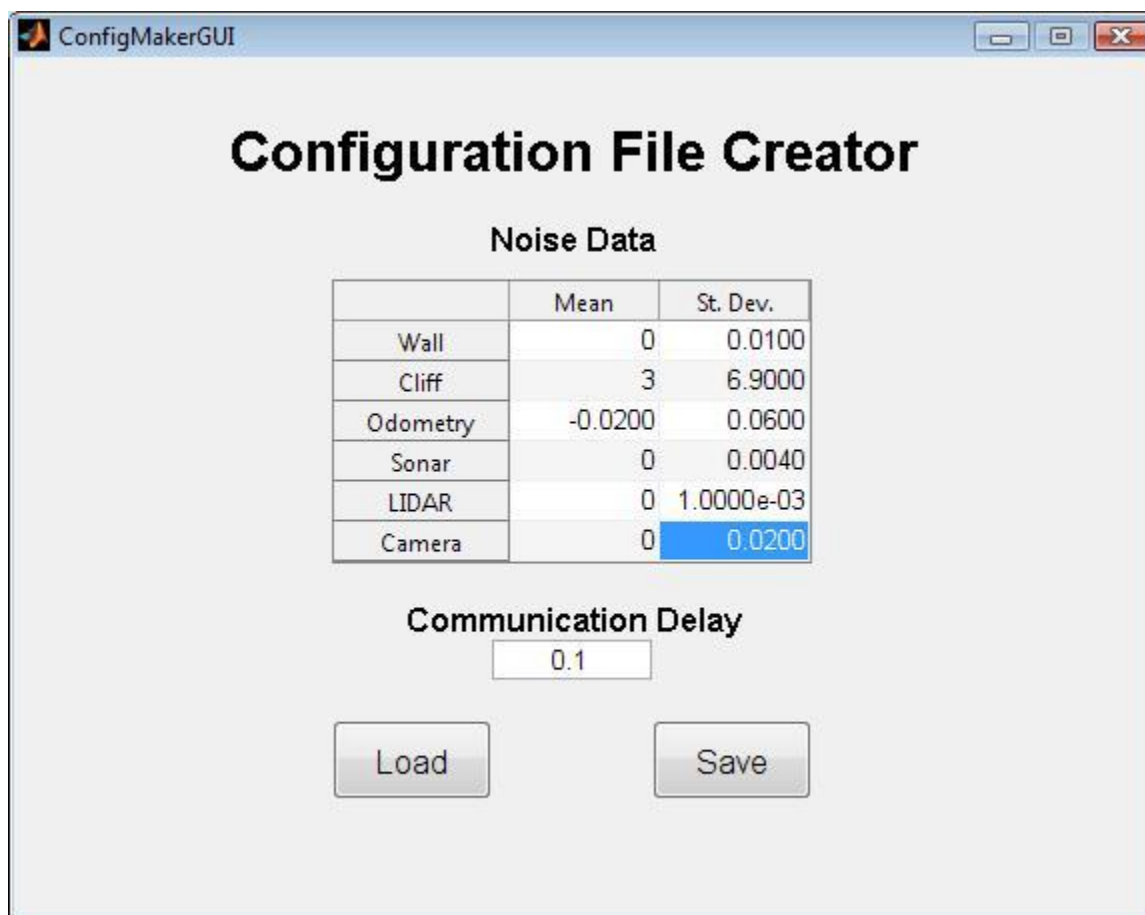 ConfigMakerGUI
Configuration File Creator
Noise Data
Mean St. Dev.
Wall 0 0.0100
Cliff 3 6.9000
Odometry -0.0200 0.0600
Sonar 0 0.0040
LIDAR 0 1.0000e-03
Camera 0 0.0200
Communication Delay
0.1
Load Save